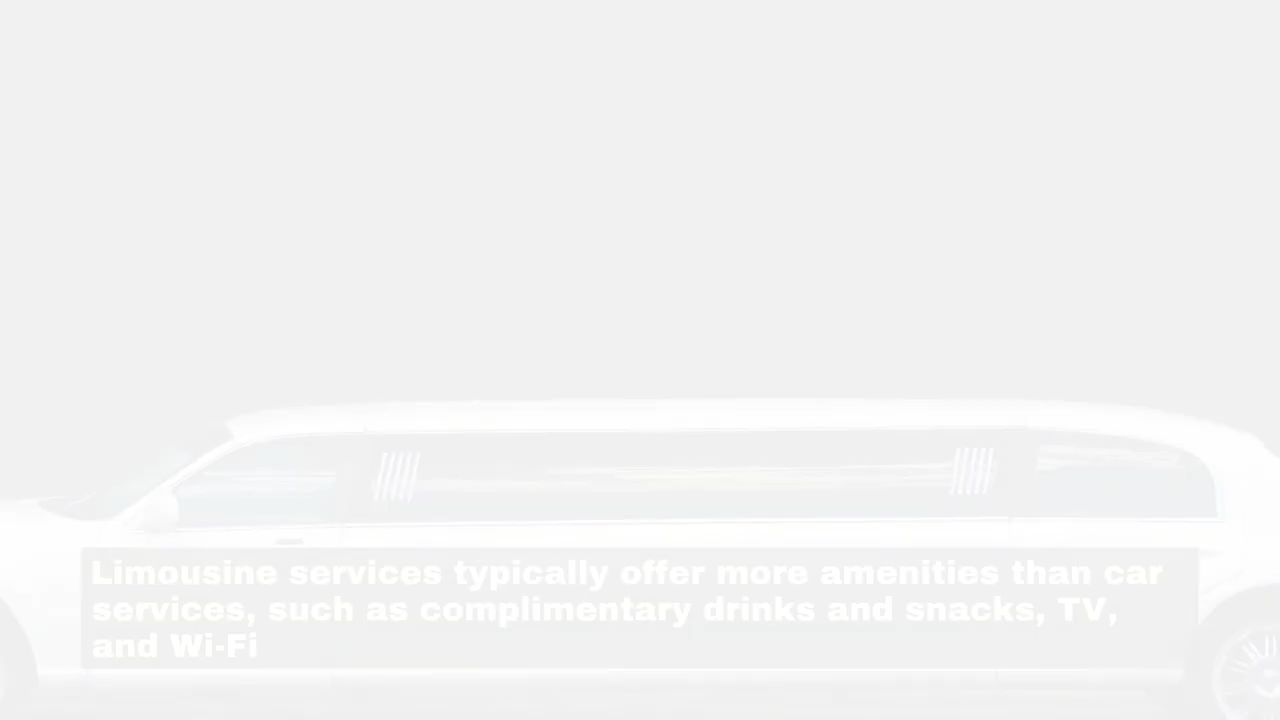 Limousine services typically offer more amenities than car
services, such as complimentary drinks and snacks, TV,
and Wi-Fi